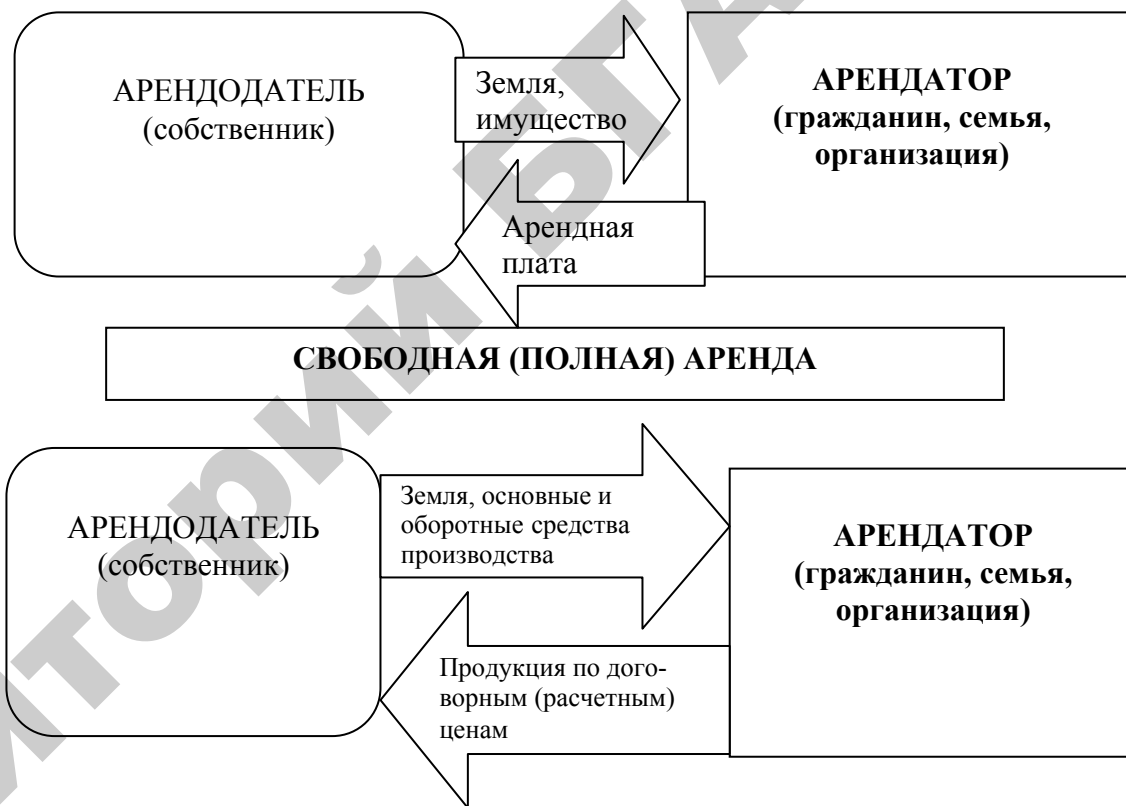 АРЕНДОДАТЕЛЬ
(собственник)
Земля,
имущество
АРЕНДАТОР
(гражданин, семья,
организация)
Арендная
плата
СВОБОДНАЯ (ПОЛНАЯ) АРЕНДА
АРЕНДОДАТЕЛЬ
(собственник)
Земля, основные и
оборотные средства
производства
АРЕНДАТОР
(гражданин, семья,
организация)
Продукция по дого-
ворным (расчетным)
ценам